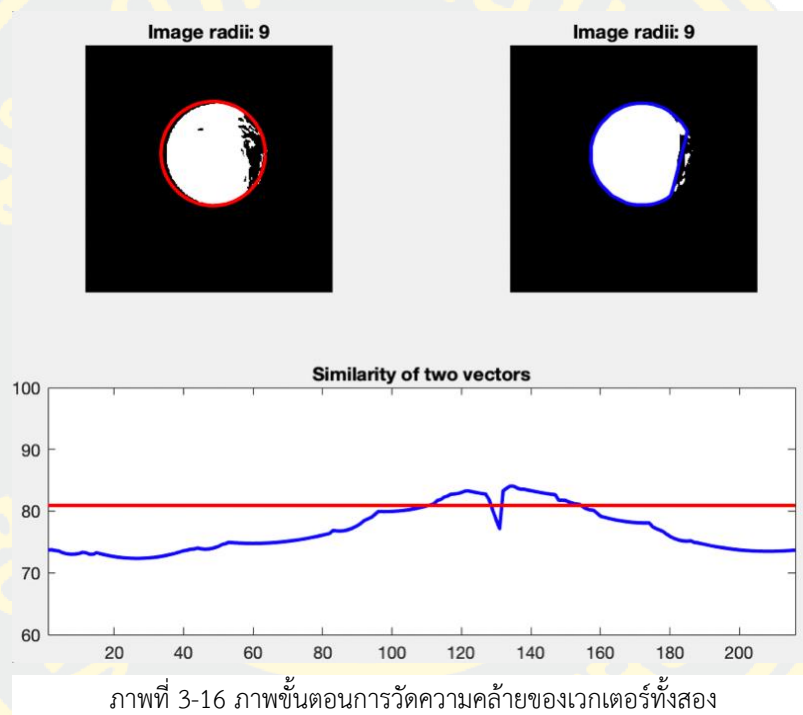 Image radii: 9
Image radii: 9
Similarity of two vectors
100
90
80
70
60
20 40 60 80 100 120 140 160 180 200
ภาพที่ 3-16 ภาพขั้นตอนการวัดความคล้ายของเวกเตอร์ทั้งสอง